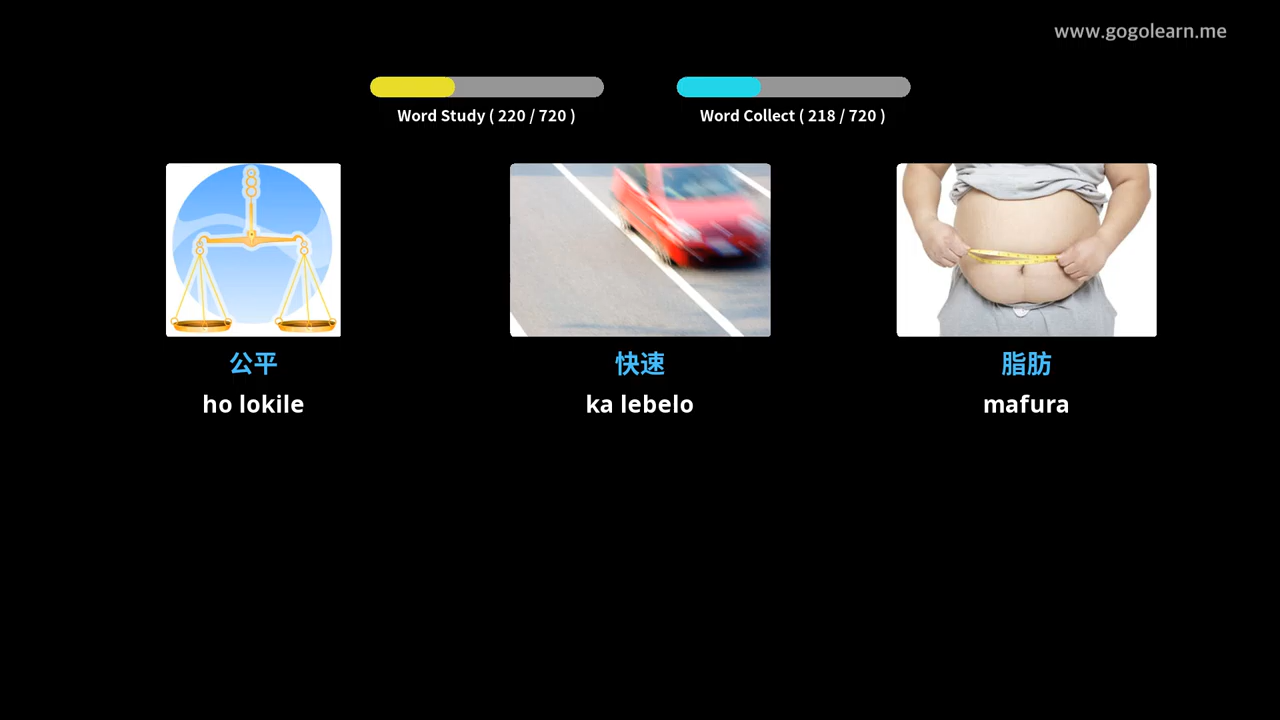 www.gogolearn.me
Word Study ( 220 / 720 )
Word Collect ( 218 / 720 )
公平
ho lokile
快速
ka lebelo
脂肪
mafura